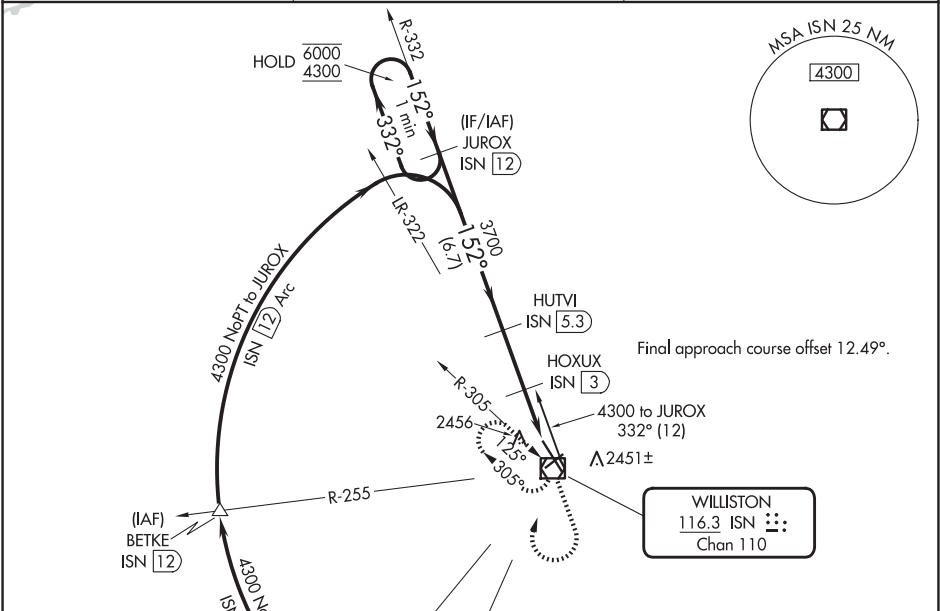 R-332
HOLD 6000
4300
152°
1 min
332°
(IF/IAF)
JUROX
ISN 12
MSA ISN 25 NM
4300
LR-322
3700
152°
(6.7)
4300 NoPT to JUROX
ISN 12 Arc
HUTVI
ISN 5.3
Final approach course offset 12.49°.
HOXUX
ISN 3
R-305
4300 to JUROX
332° (12)
2456
125°
305°
2451±
R-255
(IAF)
BETKE
ISN 12
WILLISTON
116.3 ISN
Chan 110
4300 No
ISN